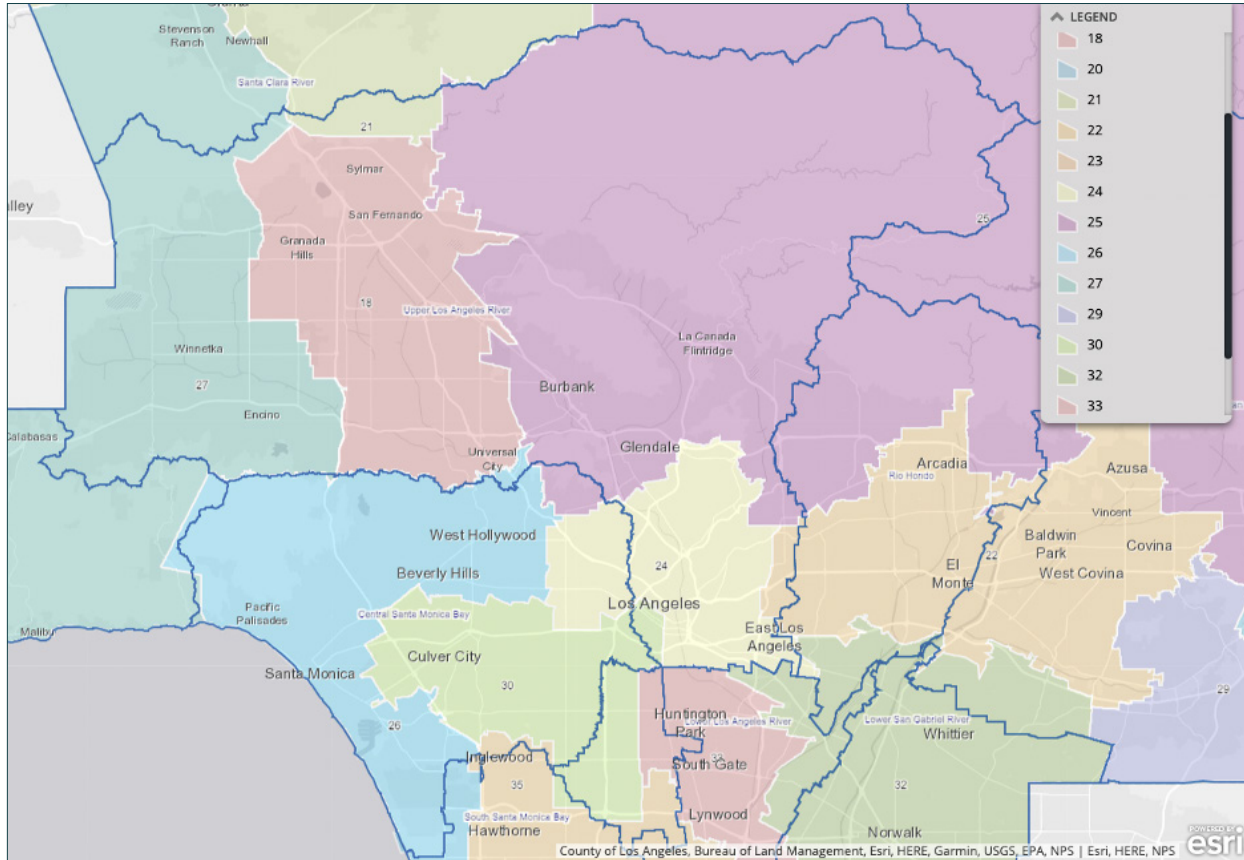 Stevenson
Ranch
Newhall
Santa Clara River
LEGEND
18
20
21
22
23
24
25
26
27
29
30
32
33
21
Sylmar
alley
San Fernando
25
Granada
Hills
18
Upper Los Angeles River
La Canada
Flintridge
Winnetka
27
Burbank
Encino
Calabasas
Universal
City
Glendale
Arcadia
Rio Hondo
Azusa
Vincent
West Hollywood
Baldwin
Park
Covina
22
El
Monte
West Covina
24
Beverly Hills
Los Angeles
Pacific
Palisades
Central Santa Monica Bay
Malibu
East Los
Angeles
Culver City
Santa Monica
30
29
Huntington
Park
Lower Los Angeles River
Lower San Gabriel River
26
Whittier
Inglewood
South Gate
33
35
32
South Santa Monica Bay
Hawthorne
Lynwood
Norwalk
County of Los Angeles, Bureau of Land Management, Esri, HERE, Garmin, USGS, EPA, NPS | Esri, HERE, NPS
POWERED BY
esri